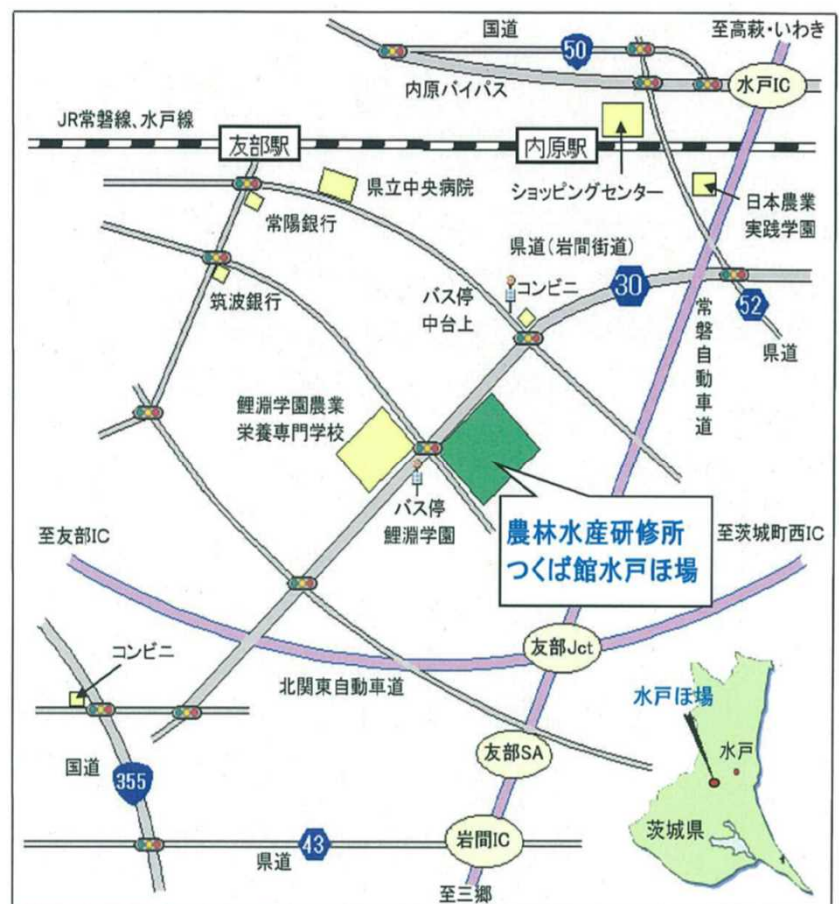 国道
至高萩・いわき
50
水戸IC
内原バイパス
JR常磐線、水戸線
友部駅
内原駅
県立中央病院
ショッピングセンター
日本農業
実践学園
常陽銀行
県道(岩間街道)
筑波銀行
バス停
中台上
コンビニ
30
52
県道
常磐自動車道
鯉淵学園農業
栄養専門学校
バス停
鯉淵学園
農林水産研修所
つくば館水戸ほ場
至友部IC
至茨城町西IC
友部Jct
コンビニ
北関東自動車道
水戸ほ場
水戸
国道
355
友部SA
茨城県
43
県道
岩間IC
至三郷